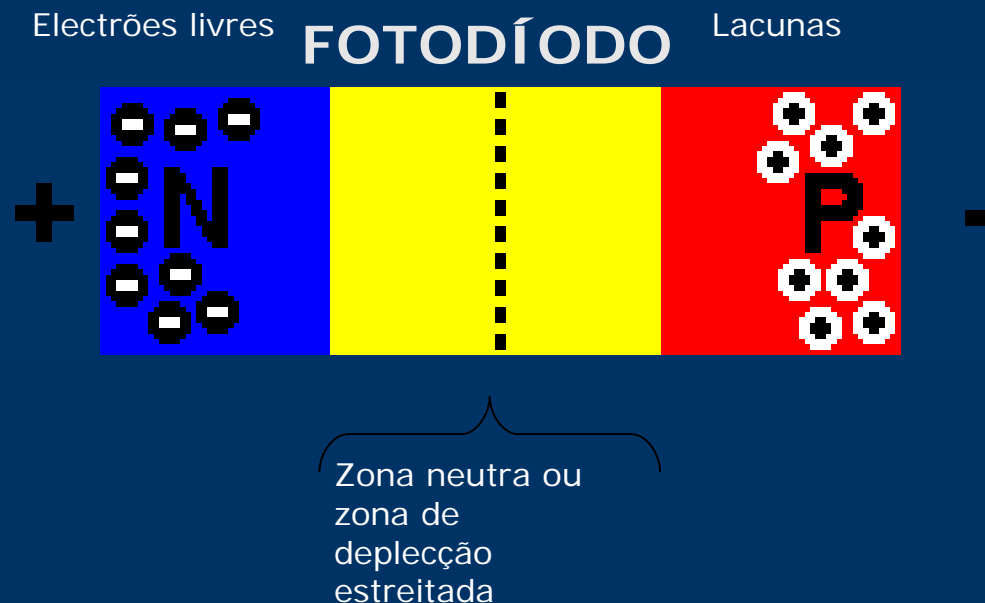 Electrões livres
FOTODÍODO
Lacunas
+
N
P
-
Zona neutra ou
zona de
deplecção
estreitada